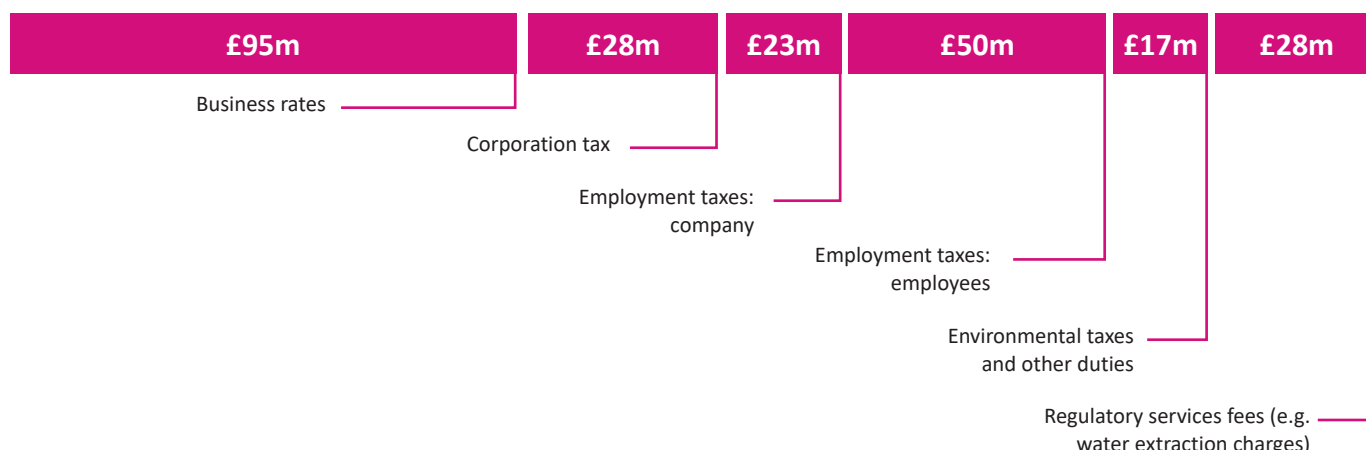 £95m £28m £23m £50m £17m £28m
Business rates
Corporation tax
Employment taxes:
company
Employment taxes:
employees
Environmental taxes
and other duties
Regulatory services fees (e.g.
water extraction charges)